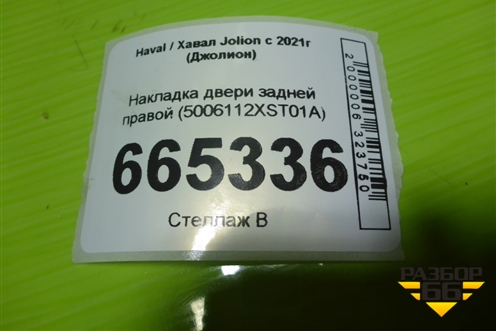 Haval / Хавал Jolion с 2021г
(Джолион)
Накладка двери задней
правой (5006112XST01A)
665336
Стеллаж В
2000006323750
РАЗБОР
66